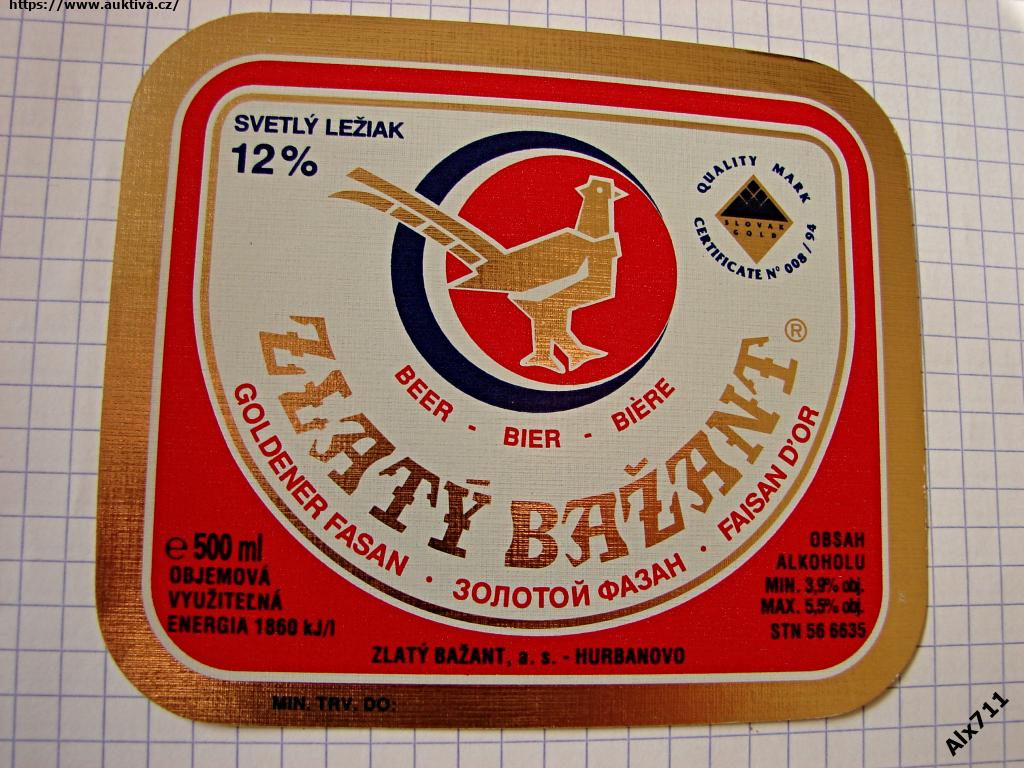 https://www.auktiva.cz/
SVETLÝ LEŽIAK
12%
QUALITY MARK
SLOVAK
GOLD
CERTIFICATE N° 008/94
BEER - BIER - BIÈRE
ZLATÝ BAŽANT ®
GOLDENER FASAN · ЗОЛОТОЙ ФАЗАН · FAISAN D'OR
e 500 ml
OBJEMOVÁ
VYUŽITEĽNÁ
ENERGIA 1860 kJ/l
OBSAH
ALKOHOLU
MIN. 3,9% obj.
MAX. 5,5% obj.
STN 56 6635
ZLATÝ BAŽANT, a. s. - HURBANOVO
MIN. TRV. DO:
Alx711